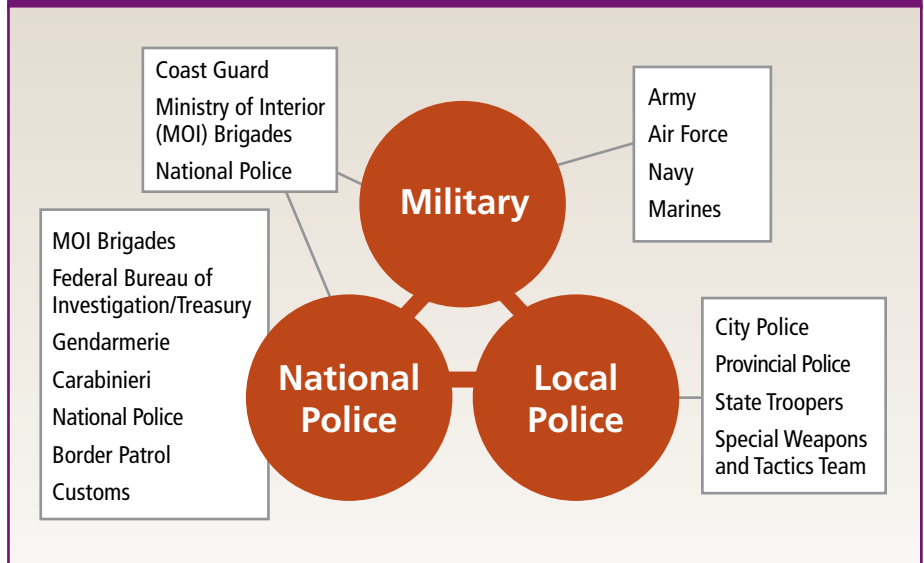 Coast Guard
Ministry of Interior
(MOI) Brigades
National Police
Army
Air Force
Navy
Marines
Military
MOI Brigades
Federal Bureau of
Investigation/Treasury
Gendarmerie
Carabinieri
National Police
Border Patrol
Customs
National
Police
Local
Police
City Police
Provincial Police
State Troopers
Special Weapons
and Tactics Team